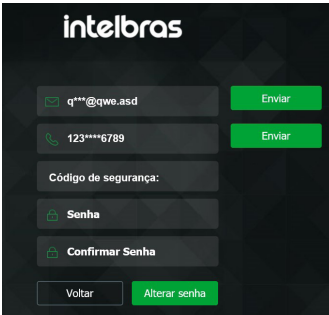 intelbras
q***@qwe.asd Enviar
123****6789 Enviar
Código de segurança:
Senha
Confirmar Senha
Voltar Alterar senha